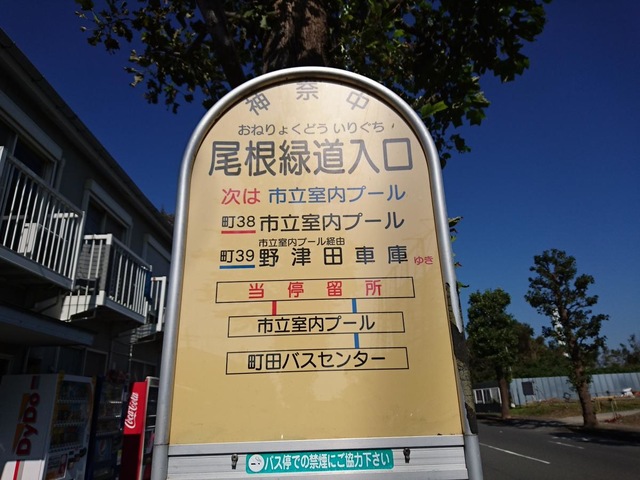 神奈中
おねりょくどう いりぐち
尾根緑道入口
次は 市立室内プール
町38 市立室内プール
市立室内プール経由
町39 野津田車庫 ゆき
当停留所
市立室内プール
町田バスセンター
バス停での禁煙にご協力下さい
DyDo
Coca-Cola